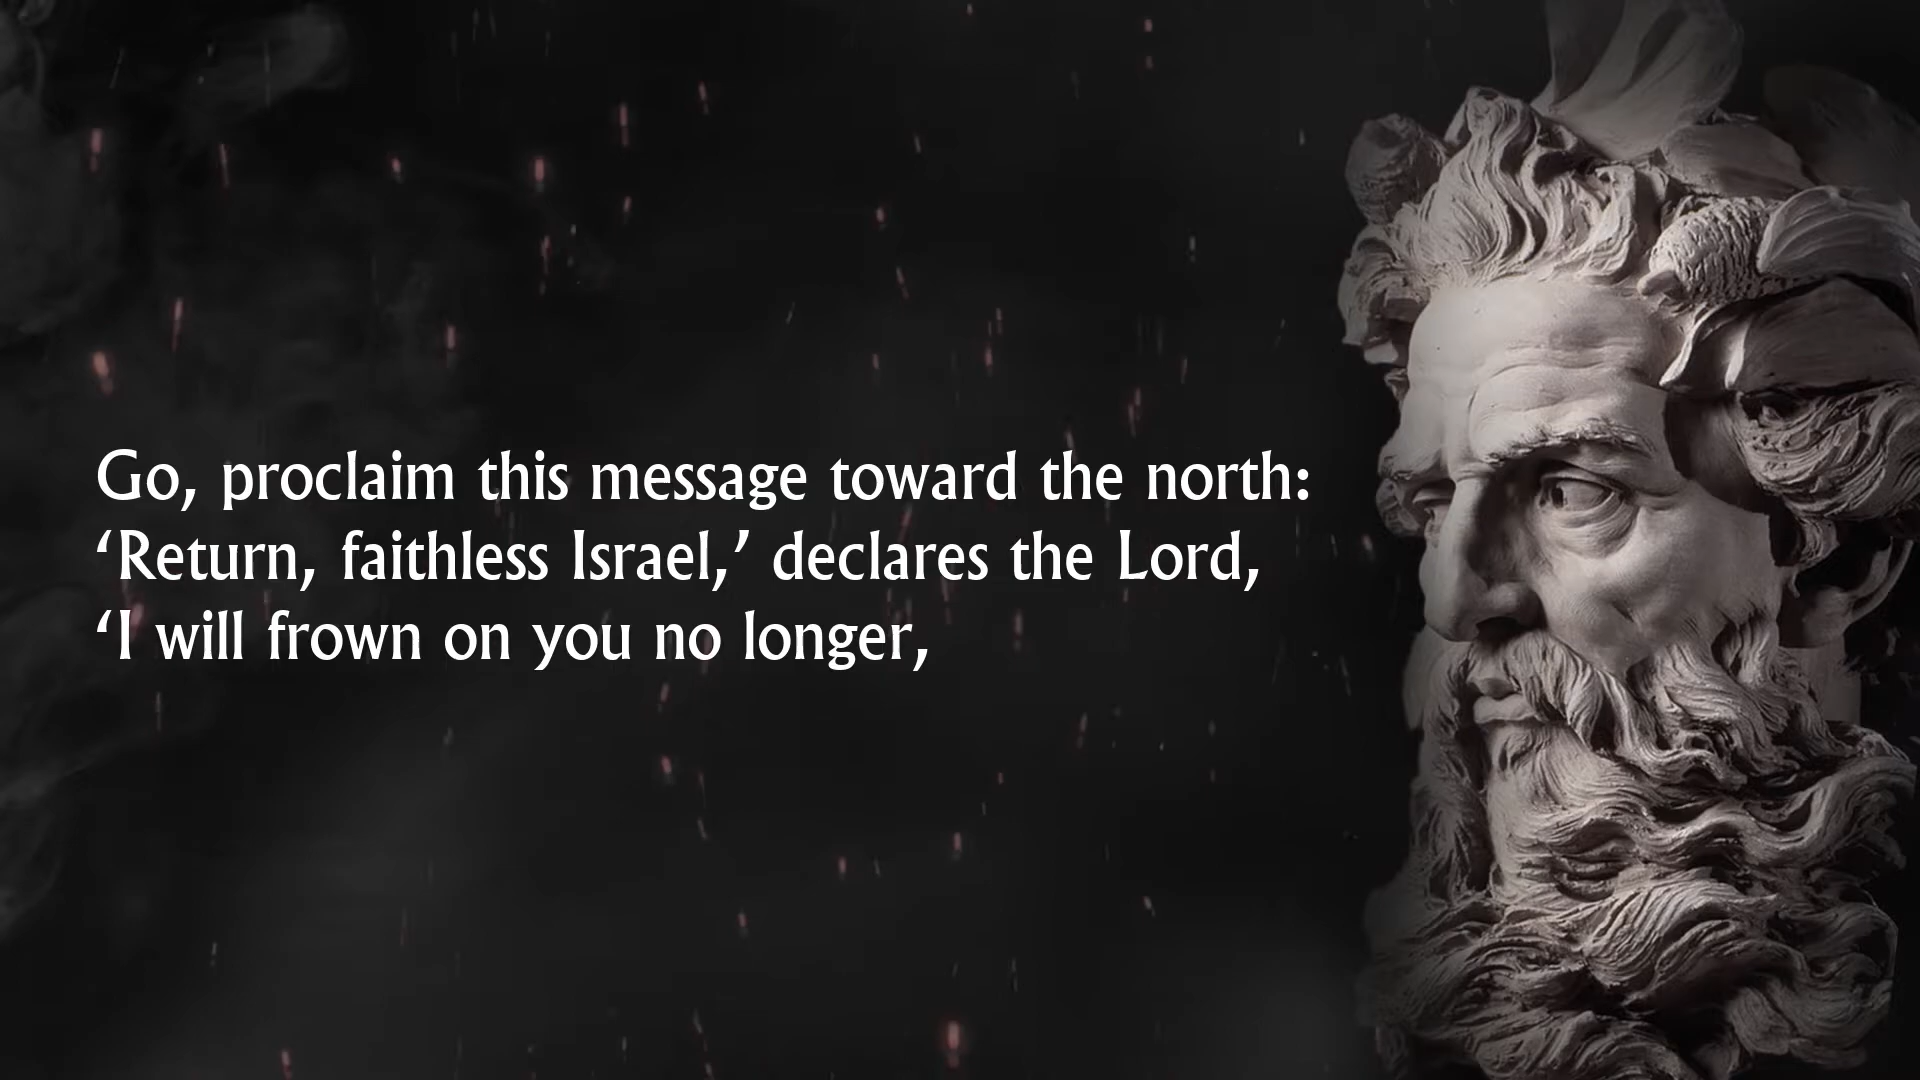 Go, proclaim this message toward the north:
‘Return, faithless Israel,’ declares the Lord,
‘I will frown on you no longer,